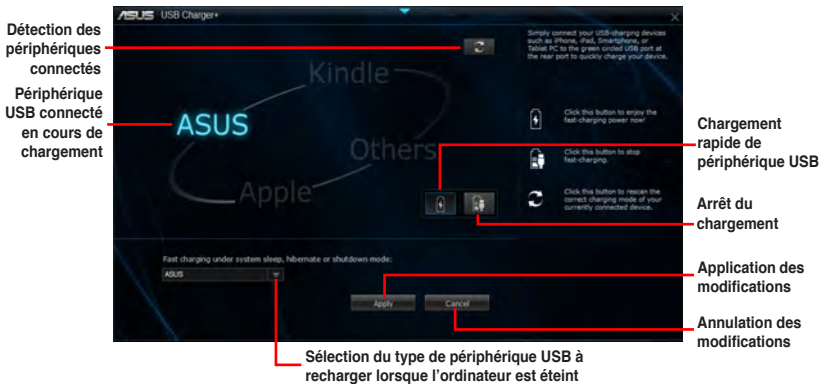 ASUS USB Charger+
Détection des
périphériques
connectés
Périphérique
USB connecté
en cours de
chargement
Kindle
ASUS
Others
Apple
Simply connect your USB-charging devices
such as iPhone, iPad, Smartphone, or
Tablet PC to the green circled USB port at
the rear port to quickly charge your device.
Click this button to enjoy the
fast-charging power now!
Click this button to stop
fast-charging.
Click this button to rescan the
correct charging mode of your
currently connected device.
Chargement
rapide de
périphérique USB
Arrêt du
chargement
Fast charging under system sleep, hibernate or shutdown mode:
ASUS
Apply
Cancel
Application des
modifications
Annulation des
modifications
Sélection du type de périphérique USB à
recharger lorsque l'ordinateur est éteint